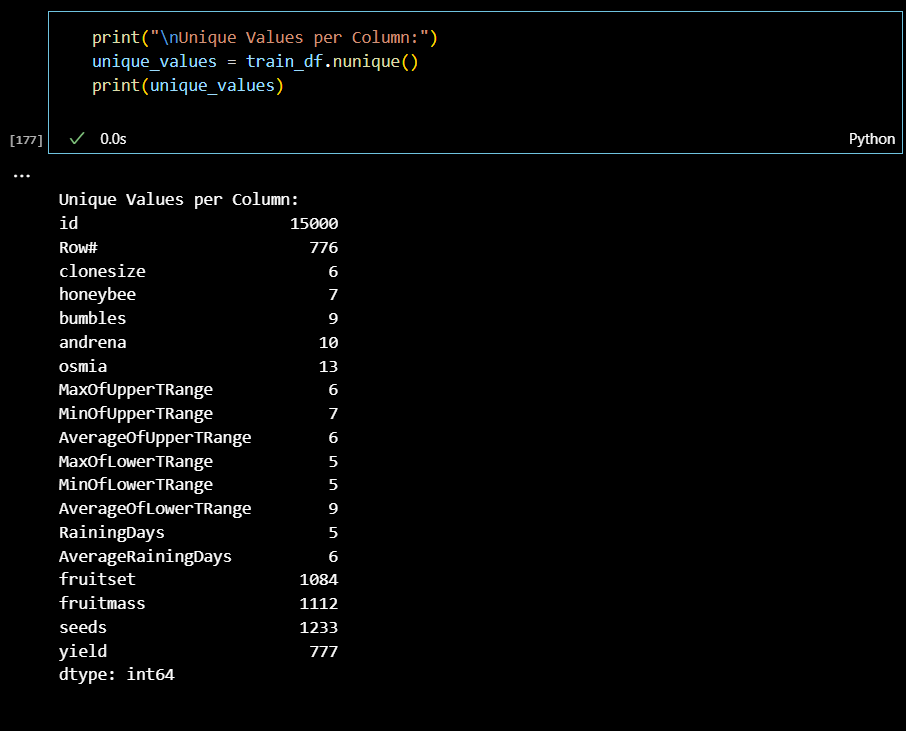 print("\nUnique Values per Column:")
unique_values = train_df.nunique()
print(unique_values)
[177] 0.0s Python
...
Unique Values per Column:
id 15000
Row# 776
clonesize 6
honeybee 7
bumbles 9
andrena 10
osmia 13
MaxOfUpperTRange 6
MinOfUpperTRange 7
AverageOfUpperTRange 6
MaxOfLowerTRange 5
MinOfLowerTRange 5
AverageOfLowerTRange 9
RainingDays 5
AverageRainingDays 6
fruitset 1084
fruitmass 1112
seeds 1233
yield 777
dtype: int64